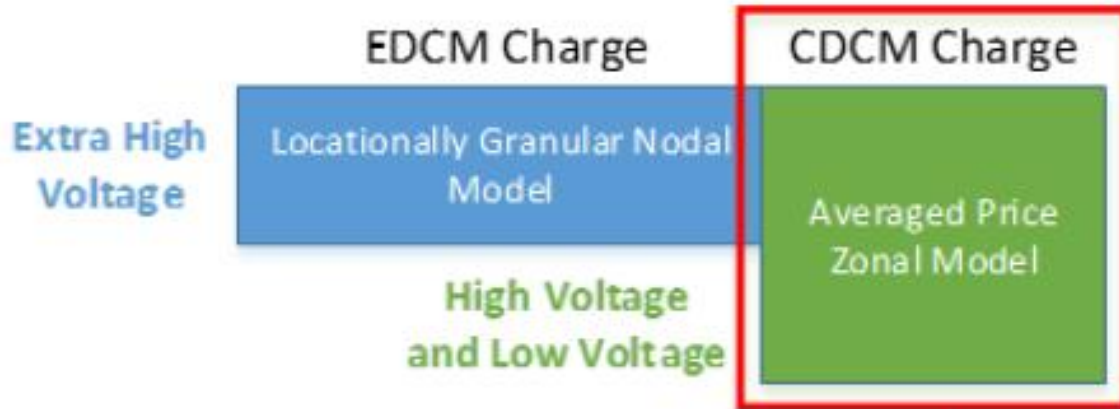 EDCM Charge
CDCM Charge
Extra High
Voltage
Locationally Granular Nodal
Model
Averaged Price
Zonal Model
High Voltage
and Low Voltage